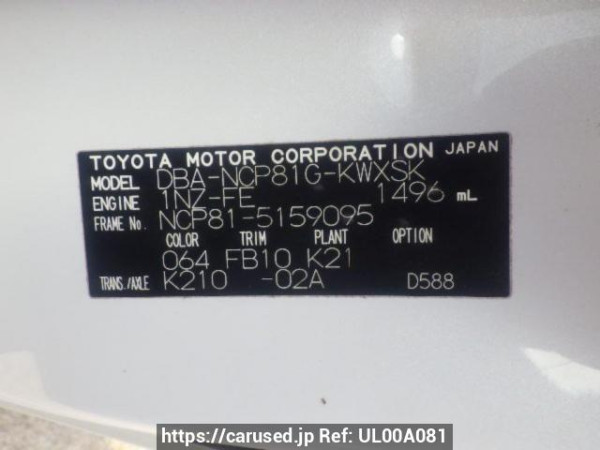 TOYOTA MOTOR CORPORATION JAPAN
MODEL DBA-NCP81G-KWXSK
ENGINE 1NZ-FE 1496 mL
FRAME No. NCP81-5159095
COLOR TRIM PLANT OPTION
064 FB10 K21
TRANS./AXLE K210 -02A D588
https://carused.jp Ref: UL00A081